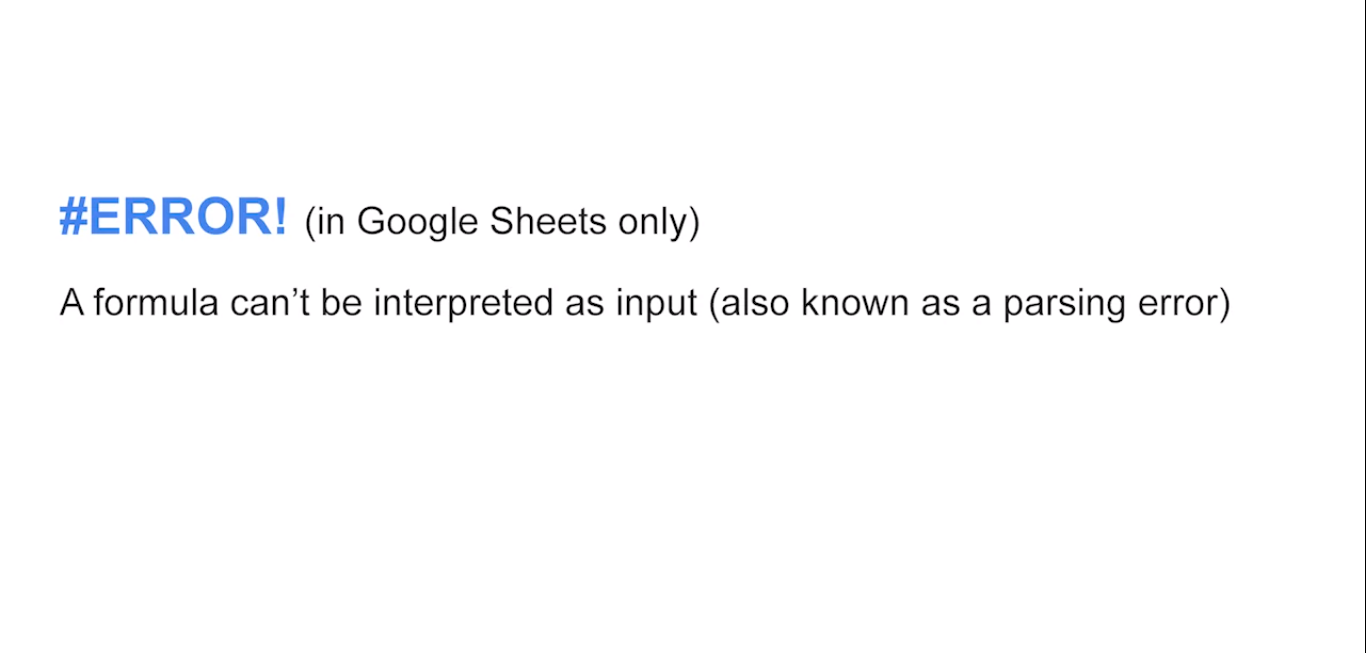 #ERROR! (in Google Sheets only)
A formula can’t be interpreted as input (also known as a parsing error)